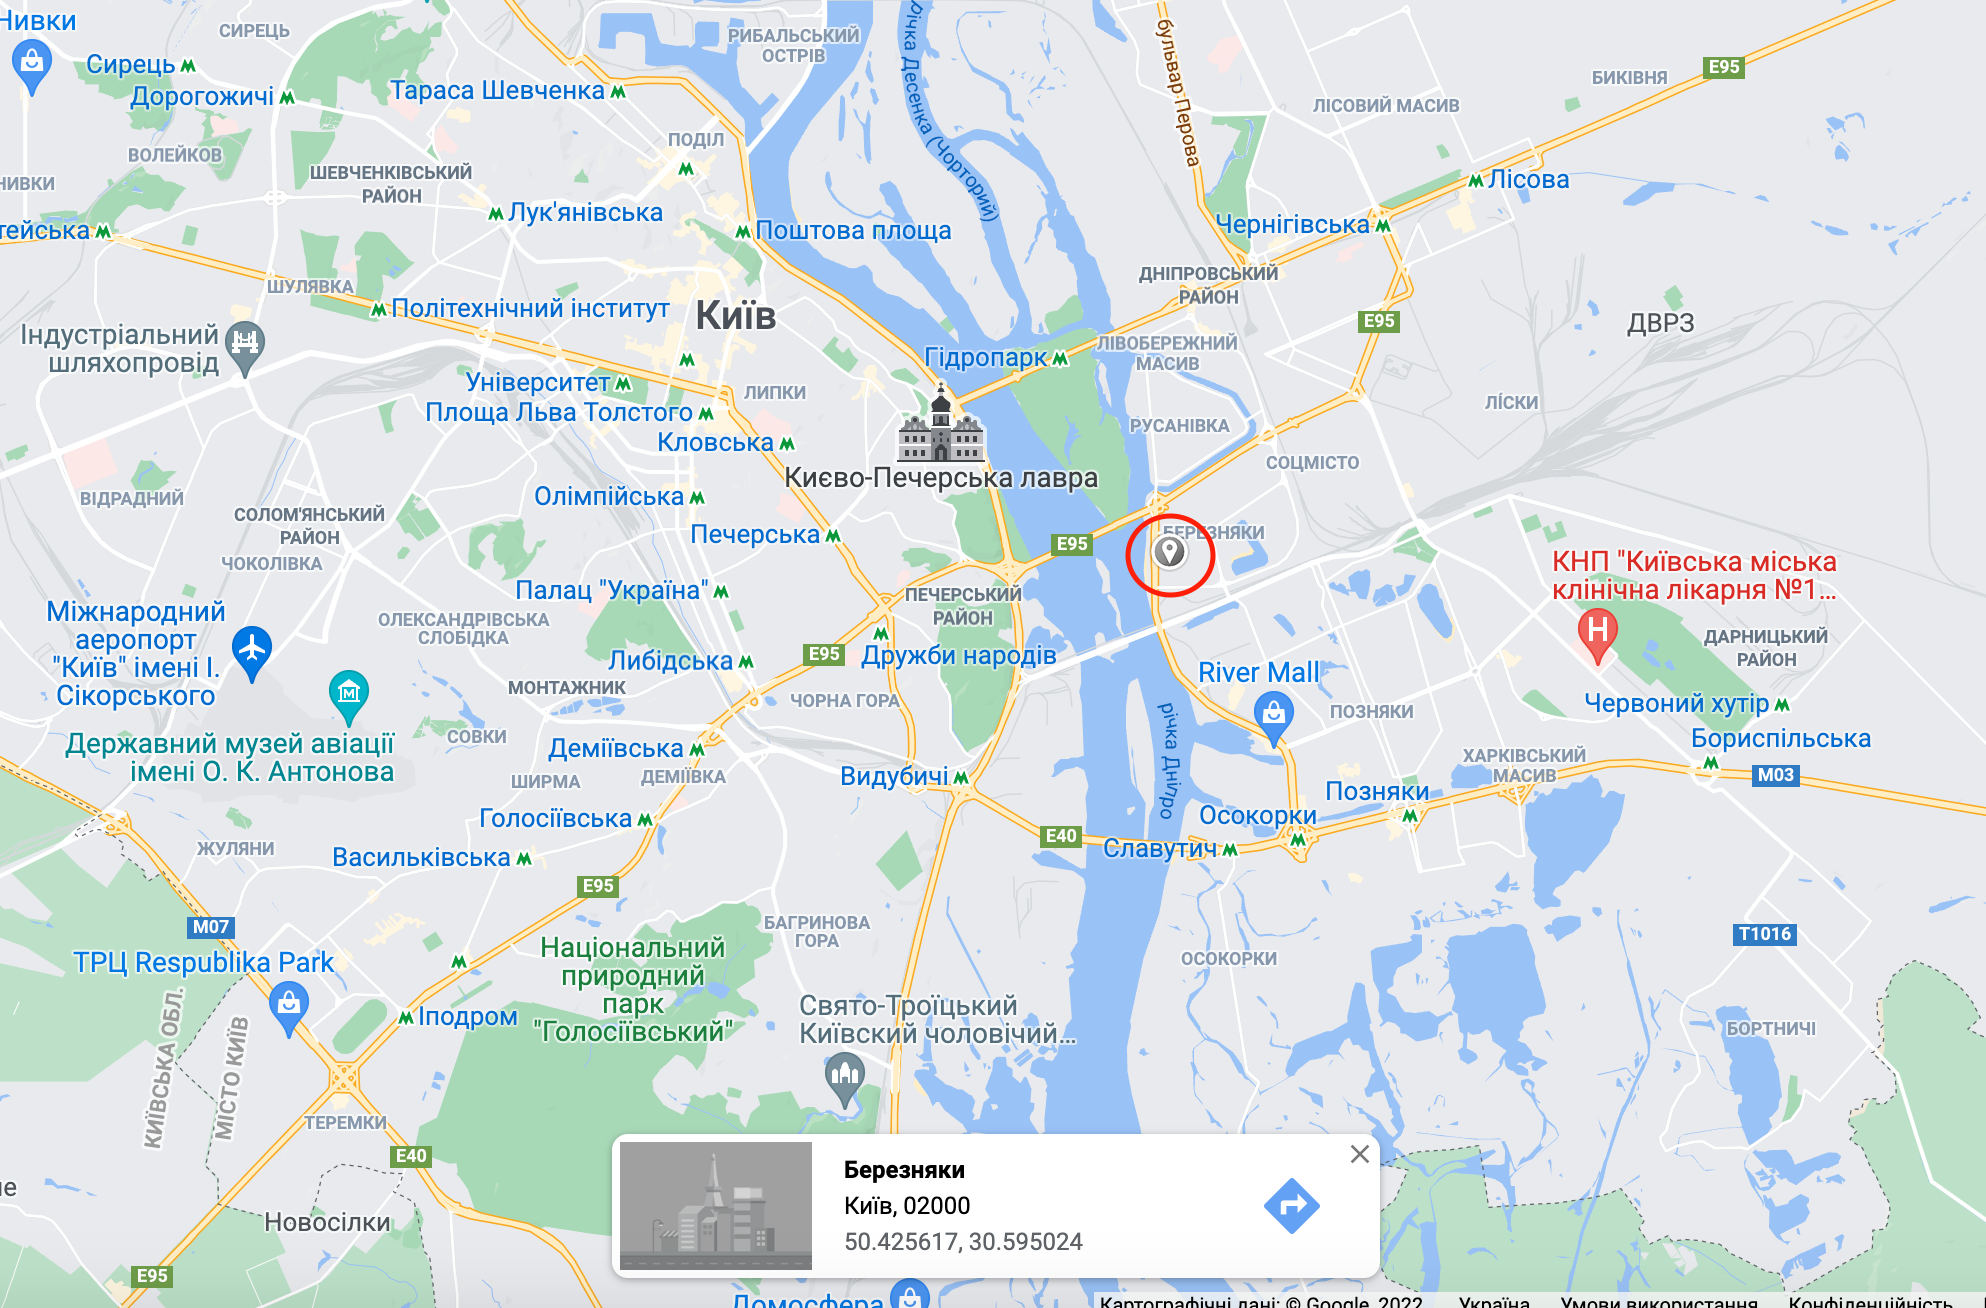 Нивки
СИРЕЦЬ
Сирець
Дорогожичі
Тараса Шевченка
РИБАЛЬСЬКИЙ
ОСТРІВ
річка Десенка (Чорторий)
бульвар Перова
E95
БИКІВНЯ
ЛІСОВИЙ МАСИВ
ПОДІЛ
ВОЛЕЙКОВ
НИВКИ
ШЕВЧЕНКІВСЬКИЙ
РАЙОН
Лісова
Лук'янівська
тейська
Поштова площа
Чернігівська
ДНІПРОВСЬКИЙ
РАЙОН
ШУЛЯВКА
Політехнічний інститут
Київ
E95
ДВРЗ
Індустріальний
шляхопровід
Гідропарк
ЛІВОБЕРЕЖНИЙ
МАСИВ
Університет
ЛИПКИ
Площа Льва Толстого
ЛІСКИ
РУСАНІВКА
Кловська
СОЦМІСТО
Києво-Печерська лавра
ВІДРАДНИЙ
Олімпійська
СОЛОМ'ЯНСЬКИЙ
РАЙОН
Печерська
E95
БЕРЕЗНЯКИ
ЧОКОЛІВКА
КНП "Київська міська
клінічна лікарня №1...
Палац "Україна"
ПЕЧЕРСЬКИЙ
РАЙОН
Міжнародний
аеропорт
"Київ" імені І.
Сікорського
ОЛЕКСАНДРІВСЬКА
СЛОБІДКА
ДАРНИЦЬКИЙ
РАЙОН
Либідська
E95
Дружби народів
River Mall
МОНТАЖНИК
ЧОРНА ГОРА
річка Дніпро
ПОЗНЯКИ
Червоний хутір
Бориспільська
Державний музей авіації
імені О. К. Антонова
СОВКИ
Деміївська
ШИРМА
ДЕМІЇВКА
Видубичі
ХАРКІВСЬКИЙ
МАСИВ
M03
Позняки
Голосіївська
Осокорки
E40
Славутич
ЖУЛЯНИ
Васильківська
E95
M07
БАГРИНОВА
ГОРА
T1016
ТРЦ Respublika Park
Національний
природний
парк
"Голосіївський"
ОСОКОРКИ
КИЇВСЬКА ОБЛ.
МІСТО КИЇВ
Іподром
Свято-Троїцький
Київский чоловічий...
БОРТНИЧІ
ТЕРЕМКИ
E40
Березняки
Київ, 02000
50.425617, 30.595024
Новосілки
E95
Домосфера
Картографічні дані: © Google, 2022
Україна
Умови використання
Конфіденційність